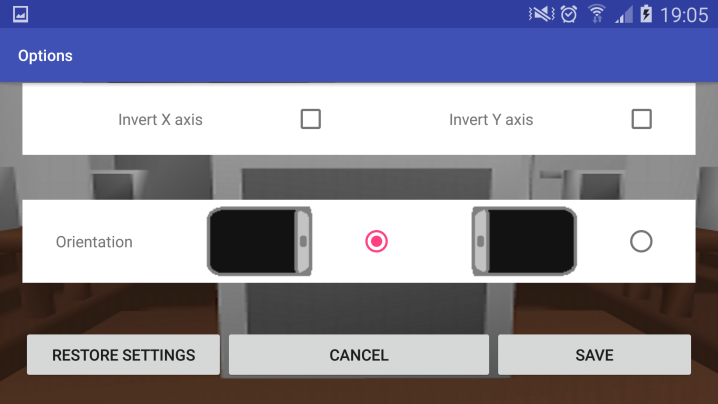 19:05
Options
Invert X axis
Invert Y axis
Orientation
RESTORE SETTINGS
CANCEL
SAVE